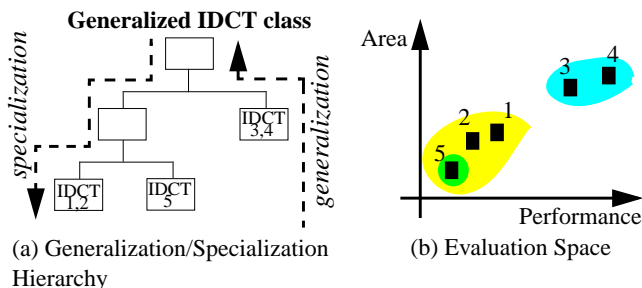 Generalized IDCT class
specialization
generalization
IDCT
3,4
IDCT
1,2
IDCT
5
(a) Generalization/Specialization
Hierarchy
Area
3
4
2
1
5
Performance
(b) Evaluation Space